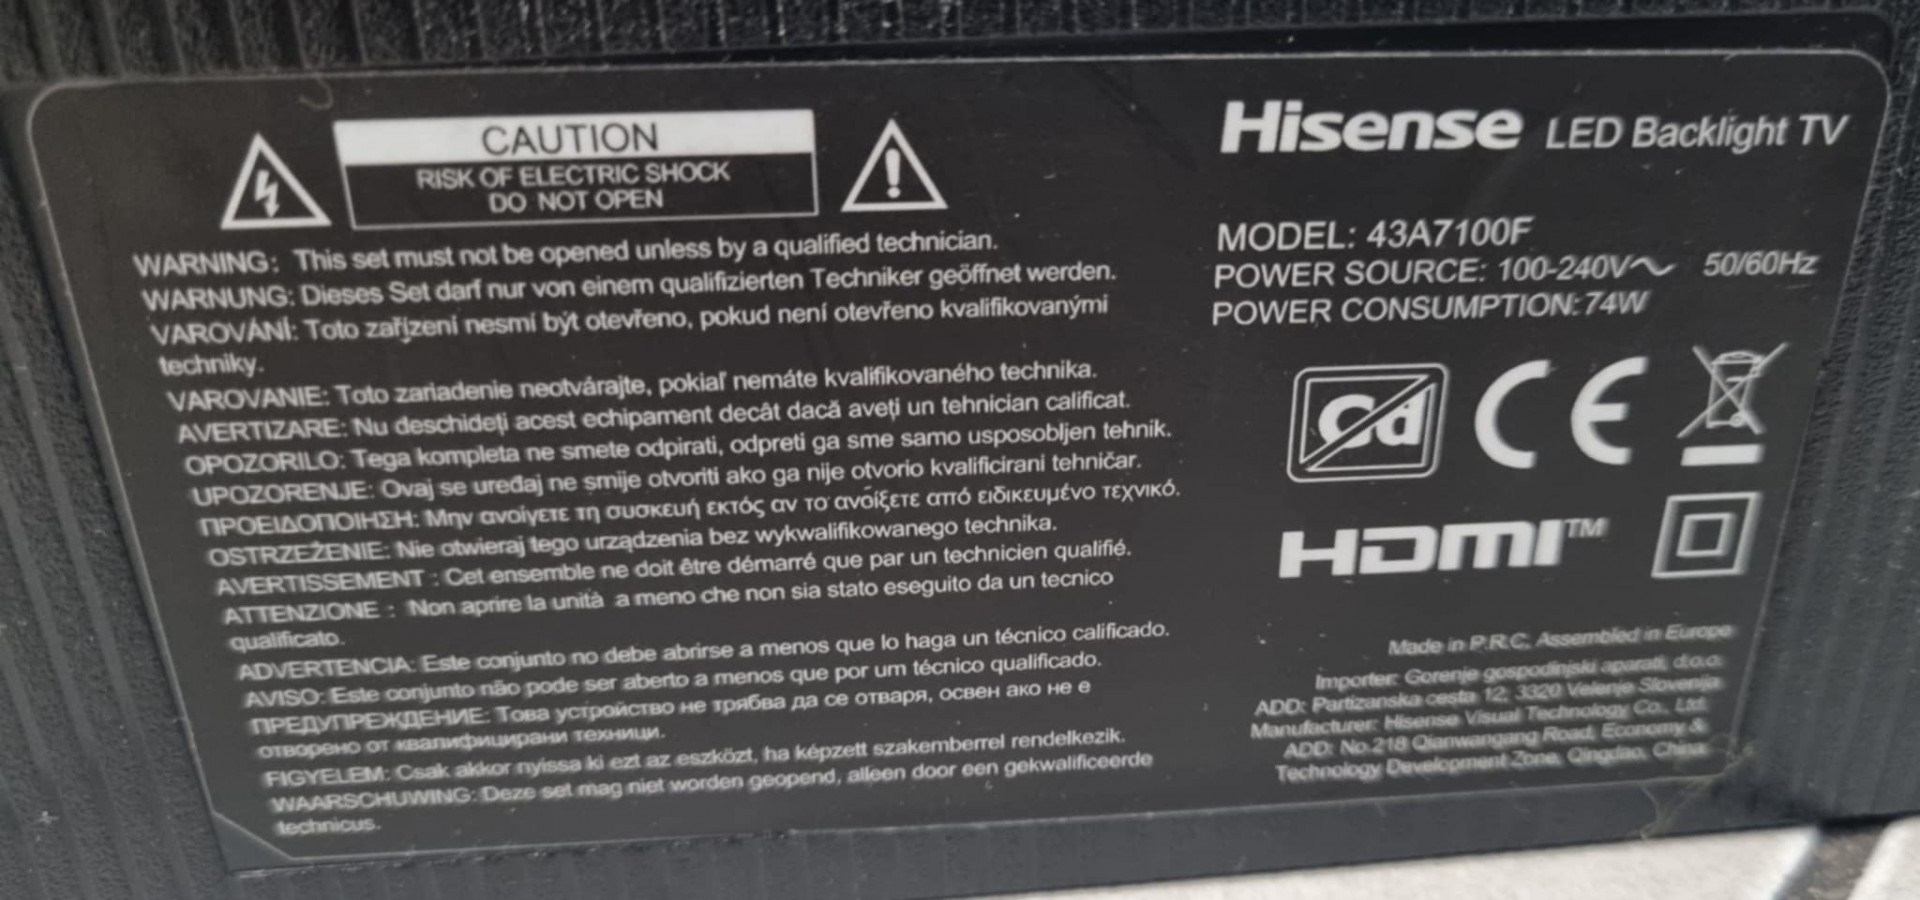 CAUTION
RISK OF ELECTRIC SHOCK
DO NOT OPEN
WARNING: This set must not be opened unless by a qualified technician.
WARNUNG: Dieses Set darf nur von einem qualifizierten Techniker geöffnet werden.
VAROVÁNÍ: Toto zařízení nesmí být otevřeno, pokud není otevřeno kvalifikovanými
techniky.
VAROVANIE: Toto zariadenie neotvárajte, pokiaľ nemáte kvalifikovaného technika.
AVERTIZARE: Nu deschideți acest echipament decât dacă aveți un tehnician calificat.
OPOZORILO: Tega kompleta ne smete odpirati, odpreti ga sme samo usposobljen tehnik.
UPOZORENJE: Ovaj se uređaj ne smije otvoriti ako ga nije otvorio kvalificirani tehničar.
ΠΡΟΕΙΔΟΠΟΙΗΣΗ: Μην ανοίγετε τη συσκευή εκτός αν το ανοίξετε από ειδικευμένο τεχνικό.
OSTRZEŻENIE: Nie otwieraj tego urządzenia bez wykwalifikowanego technika.
AVERTISSEMENT : Cet ensemble ne doit être démarré que par un technicien qualifié.
ATTENZIONE : Non aprire la unità a meno che non sia stato eseguito da un tecnico
qualificato.
ADVERTENCIA: Este conjunto no debe abrirse a menos que lo haga un técnico calificado.
AVISO: Este conjunto não pode ser aberto a menos que por um técnico qualificado.
ПРЕДУПРЕЖДЕНИЕ: Това устройство не трябва да се отваря, освен ако не е
отворено от квалифицирани техници.
FIGYELEM: Csak akkor nyissa ki ezt az eszközt, ha képzett szakemberrel rendelkezik.
WAARSCHUWING: Deze set mag niet worden geopend, alleen door een gekwalificeerde
technicus.
Hisense LED Backlight TV
MODEL: 43A7100F
POWER SOURCE: 100-240V～ 50/60Hz
POWER CONSUMPTION: 74W
Cd CE
HDMI™
Made in P.R.C, Assembled in Europe
Importer: Gorenje gospodinjski aparati, d.o.o.
ADD: Partizanska cesta 12, 3320 Velenje Slovenija
Manufacturer: Hisense Visual Technology Co., Ltd.
ADD: No.218 Qianwangang Road, Economy &
Technology Development Zone, Qingdao, China